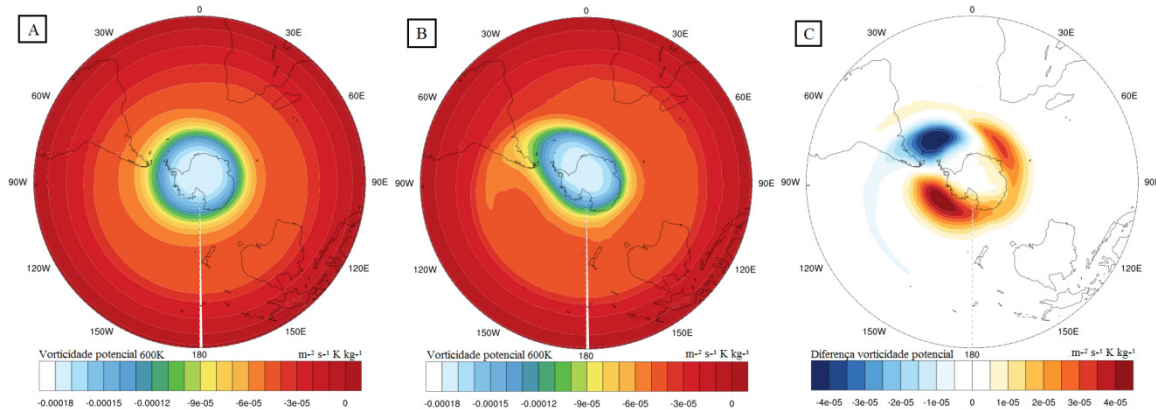 A
0
30W
30E
60W
60E
90W
90E
120W
120E
150W
150E
180
Vorticidade potencial 600K
m-² s-¹ K kg-¹
-0.00018 -0.00015 -0.00012 -9e-05 -6e-05 -3e-05 0
B
0
30W
30E
60W
60E
90W
90E
120W
120E
150W
150E
180
Vorticidade potencial 600K
m-² s-¹ K kg-¹
-0.00018 -0.00015 -0.00012 -9e-05 -6e-05 -3e-05 0
C
0
30W
30E
60W
60E
90W
90E
120W
120E
150W
150E
180
Diferença vorticidade potencial
m-² s-¹ K kg-¹
-4e-05 -3e-05 -2e-05 -1e-05 0 1e-05 2e-05 3e-05 4e-05